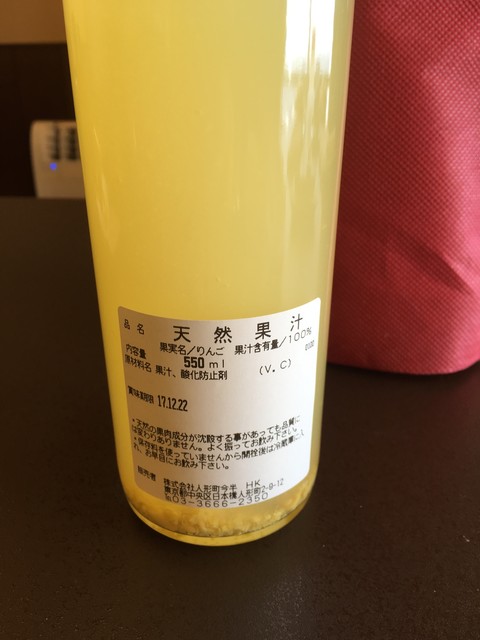 品名 天然果汁
果実名/りんご 果汁含有量/100%
内容量 550ml
原材料名 果汁、酸化防止剤 (V.C)
賞味期限 17.12.22
・天然の果肉成分が沈殿する事があっても品質に
は変わりありません。よく振ってお飲み下さい。
・保存料を使っていませんから開栓後は冷蔵庫に入
れ、お早目にお飲み下さい。
販売者 株式会社人形町今半 HK
東京都中央区日本橋人形町2-9-12
℡03-3666-2350